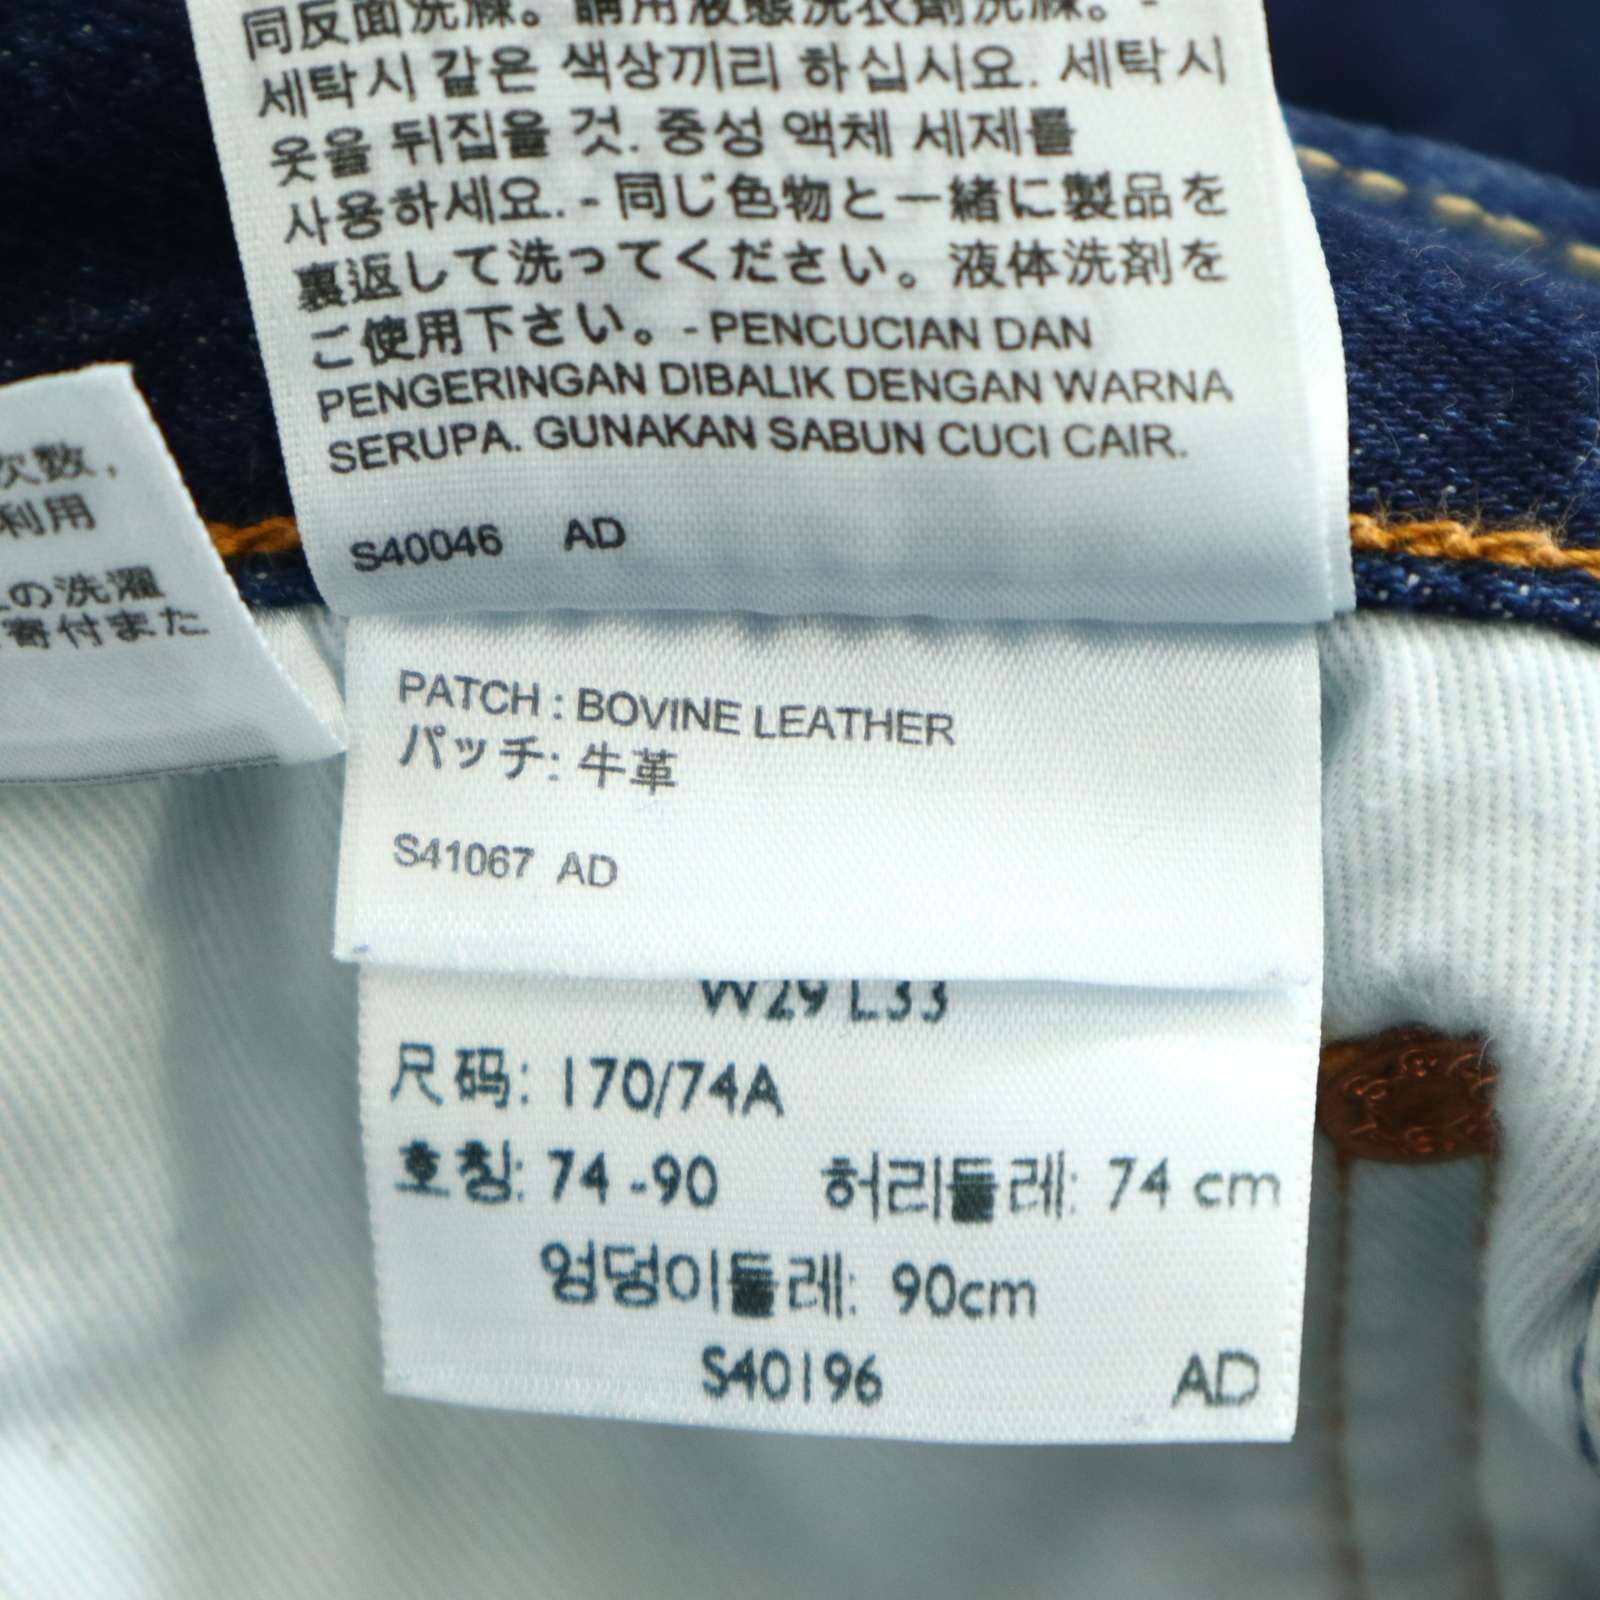 同反面洗滌。請用液態洗衣劑洗滌。-
세탁시 같은 색상끼리 하십시요. 세탁시
옷을 뒤집을 것. 중성 액체 세제를
사용하세요. - 同じ色物と一緒に製品を
裏返して洗ってください。液体洗剤を
ご使用下さい。- PENCUCIAN DAN
PENGERINGAN DIBALIK DENGAN WARNA
SERUPA. GUNAKAN SABUN CUCI CAIR.
S40046 AD
次数,
利用
の洗濯
寄付また
PATCH : BOVINE LEATHER
パッチ: 牛革
S41067 AD
W29 L33
尺码: 170/74A
호칭: 74 -90 허리둘레: 74 cm
엉덩이둘레: 90cm
S40196 AD